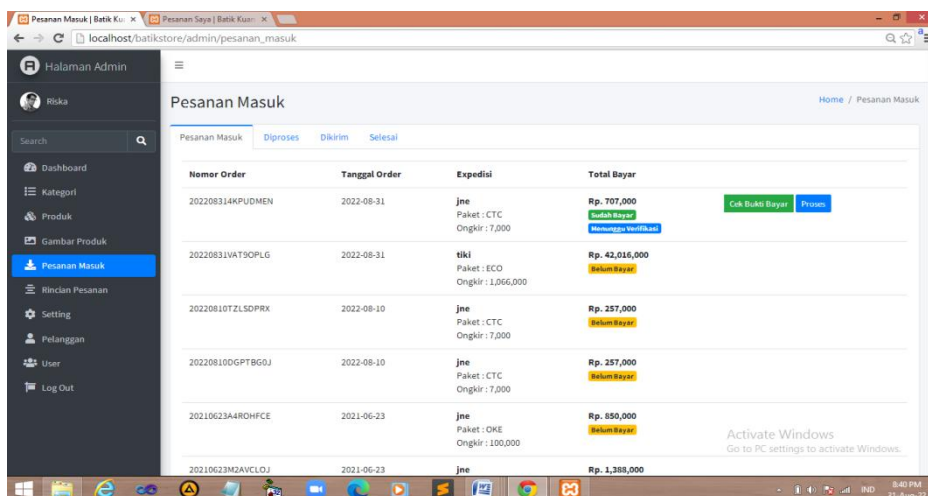 Pesanan Masuk | Batik Ku
Pesanan Saya | Batik Kuan
localhost/batikstore/admin/pesanan_masuk
Halaman Admin
Riska
Pesanan Masuk
Home / Pesanan Masuk
Search
Pesanan Masuk Diproses Dikirim Selesai
Dashboard
Kategori
Produk
Gambar Produk
Pesanan Masuk
Rincian Pesanan
Setting
Pelanggan
User
Log Out
Nomor Order Tanggal Order Expedisi Total Bayar
202208314KPUDMEN 2022-08-31 jne Rp. 707,000 Cek Bukti Bayar Proses
Paket : CTC Sudah Bayar
Ongkir : 7,000 Menunggu Verifikasi
20220831VAT9OPLG 2022-08-31 tiki Rp. 42,016,000
Paket : ECO Belum Bayar
Ongkir : 1,066,000
20220810TZLSDPRX 2022-08-10 jne Rp. 257,000
Paket : CTC Belum Bayar
Ongkir : 7,000
20220810DGPTBG0J 2022-08-10 jne Rp. 257,000
Paket : CTC Belum Bayar
Ongkir : 7,000
20210623A4ROHFCE 2021-06-23 jne Rp. 850,000
Paket : OKE Belum Bayar
Ongkir : 100,000
20210623M2AVCLOJ 2021-06-23 jne Rp. 1,388,000
Activate Windows
Go to PC settings to activate Windows.
IND 8:40 PM
31-Aug-22